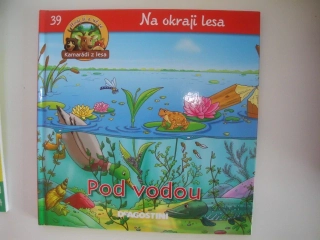 39
Na okraji lesa
Kamarádi z lesa
Pod vodou
DeAGOSTINI